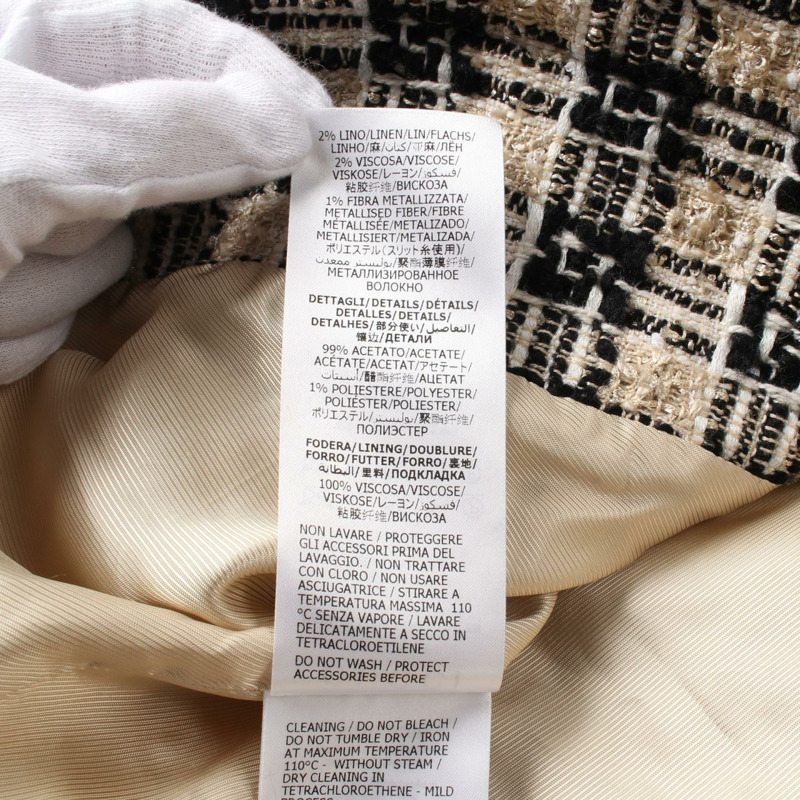 2% LINO/LINEN/LIN/FLACHS/
LINHO/麻/كتان/亚麻/ЛЁН
2% VISCOSA/VISCOSE/
VISKOSE/レーヨン/فسكوز/
粘胶纤维/ВИСКОЗА
1% FIBRA METALLIZZATA/
METALLISED FIBER/FIBRE
MÉTALLISÉE/METALIZADO/
METALLISIERT/METALIZADA/
ポリエステル(スリット糸使用)/
بوليستر ممعدن/聚酯薄膜纤维/
МЕТАЛЛИЗИРОВАННОЕ
ВОЛОКНО
DETTAGLI/DETAILS/DÉTAILS/
DETALLES/DETAILS/
DETALHES/部分使い/التفاصيل/
镶边/ДЕТАЛИ
99% ACETATO/ACETATE/
ACÉTATE/ACETAT/アセテート/
أسيتات/醋酯纤维/АЦЕТАТ
1% POLIESTERE/POLYESTER/
POLIÉSTER/POLIESTER/
ポリエステル/بوليستر/聚酯纤维/
ПОЛИЭСТЕР
FODERA/LINING/DOUBLURE/
FORRO/FUTTER/FORRO/裏地/
البطانة/里料/ПОДКЛАДКА
100% VISCOSA/VISCOSE/
VISKOSE/レーヨン/فسكوز/
粘胶纤维/ВИСКОЗА
NON LAVARE / PROTEGGERE
GLI ACCESSORI PRIMA DEL
LAVAGGIO. / NON TRATTARE
CON CLORO / NON USARE
ASCIUGATRICE / STIRARE A
TEMPERATURA MASSIMA 110
°C SENZA VAPORE / LAVARE
DELICATAMENTE A SECCO IN
TETRACLOROETILENE
DO NOT WASH / PROTECT
ACCESSORIES BEFORE
CLEANING / DO NOT BLEACH /
DO NOT TUMBLE DRY / IRON
AT MAXIMUM TEMPERATURE
110°C - WITHOUT STEAM /
DRY CLEANING IN
TETRACHLOROETHENE - MILD
PROCESS